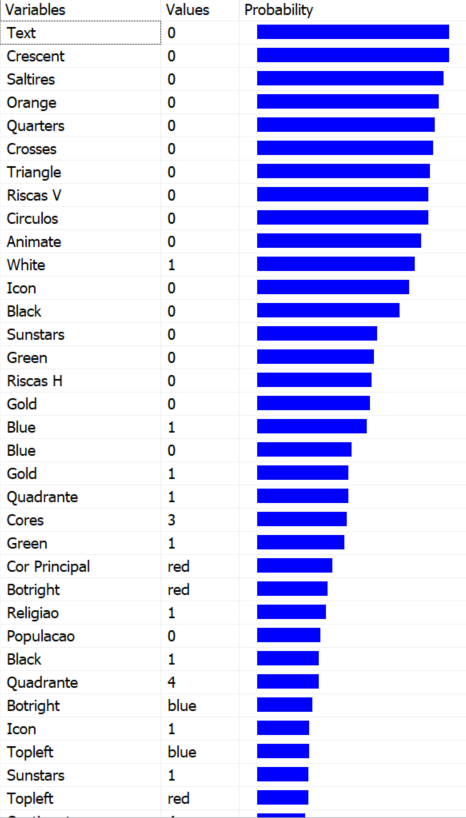 Variables Values Probability
Text 0
Crescent 0
Saltires 0
Orange 0
Quarters 0
Crosses 0
Triangle 0
Riscas V 0
Circulos 0
Animate 0
White 1
Icon 0
Black 0
Sunstars 0
Green 0
Riscas H 0
Gold 0
Blue 1
Blue 0
Gold 1
Quadrante 1
Cores 3
Green 1
Cor Principal red
Botright red
Religiao 1
Populacao 0
Black 1
Quadrante 4
Botright blue
Icon 1
Topleft blue
Sunstars 1
Topleft red